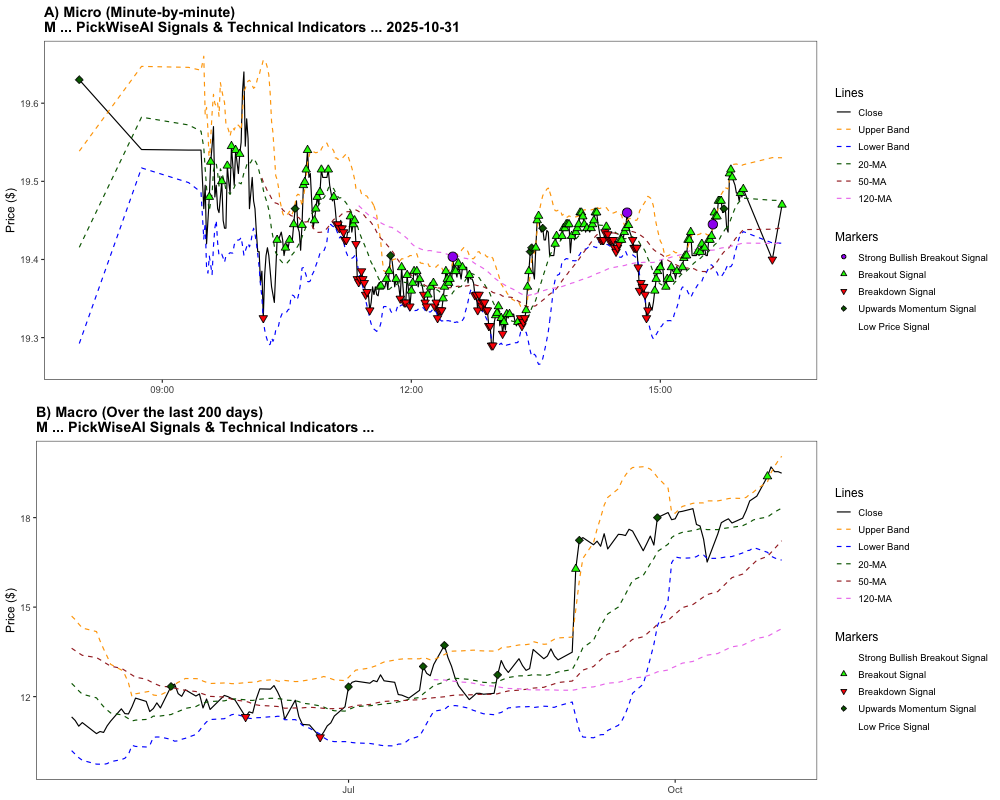 A) Micro (Minute-by-minute)
M ... PickWiseAI Signals & Technical Indicators ... 2025-10-31
Price ($)
19.6
19.5
19.4
19.3
09:00
12:00
15:00
Lines
Close
Upper Band
Lower Band
20-MA
50-MA
120-MA
Markers
Strong Bullish Breakout Signal
Breakout Signal
Breakdown Signal
Upwards Momentum Signal
Low Price Signal
B) Macro (Over the last 200 days)
M ... PickWiseAI Signals & Technical Indicators ...
Price ($)
18
15
12
Jul
Oct
Lines
Close
Upper Band
Lower Band
20-MA
50-MA
120-MA
Markers
Strong Bullish Breakout Signal
Breakout Signal
Breakdown Signal
Upwards Momentum Signal
Low Price Signal